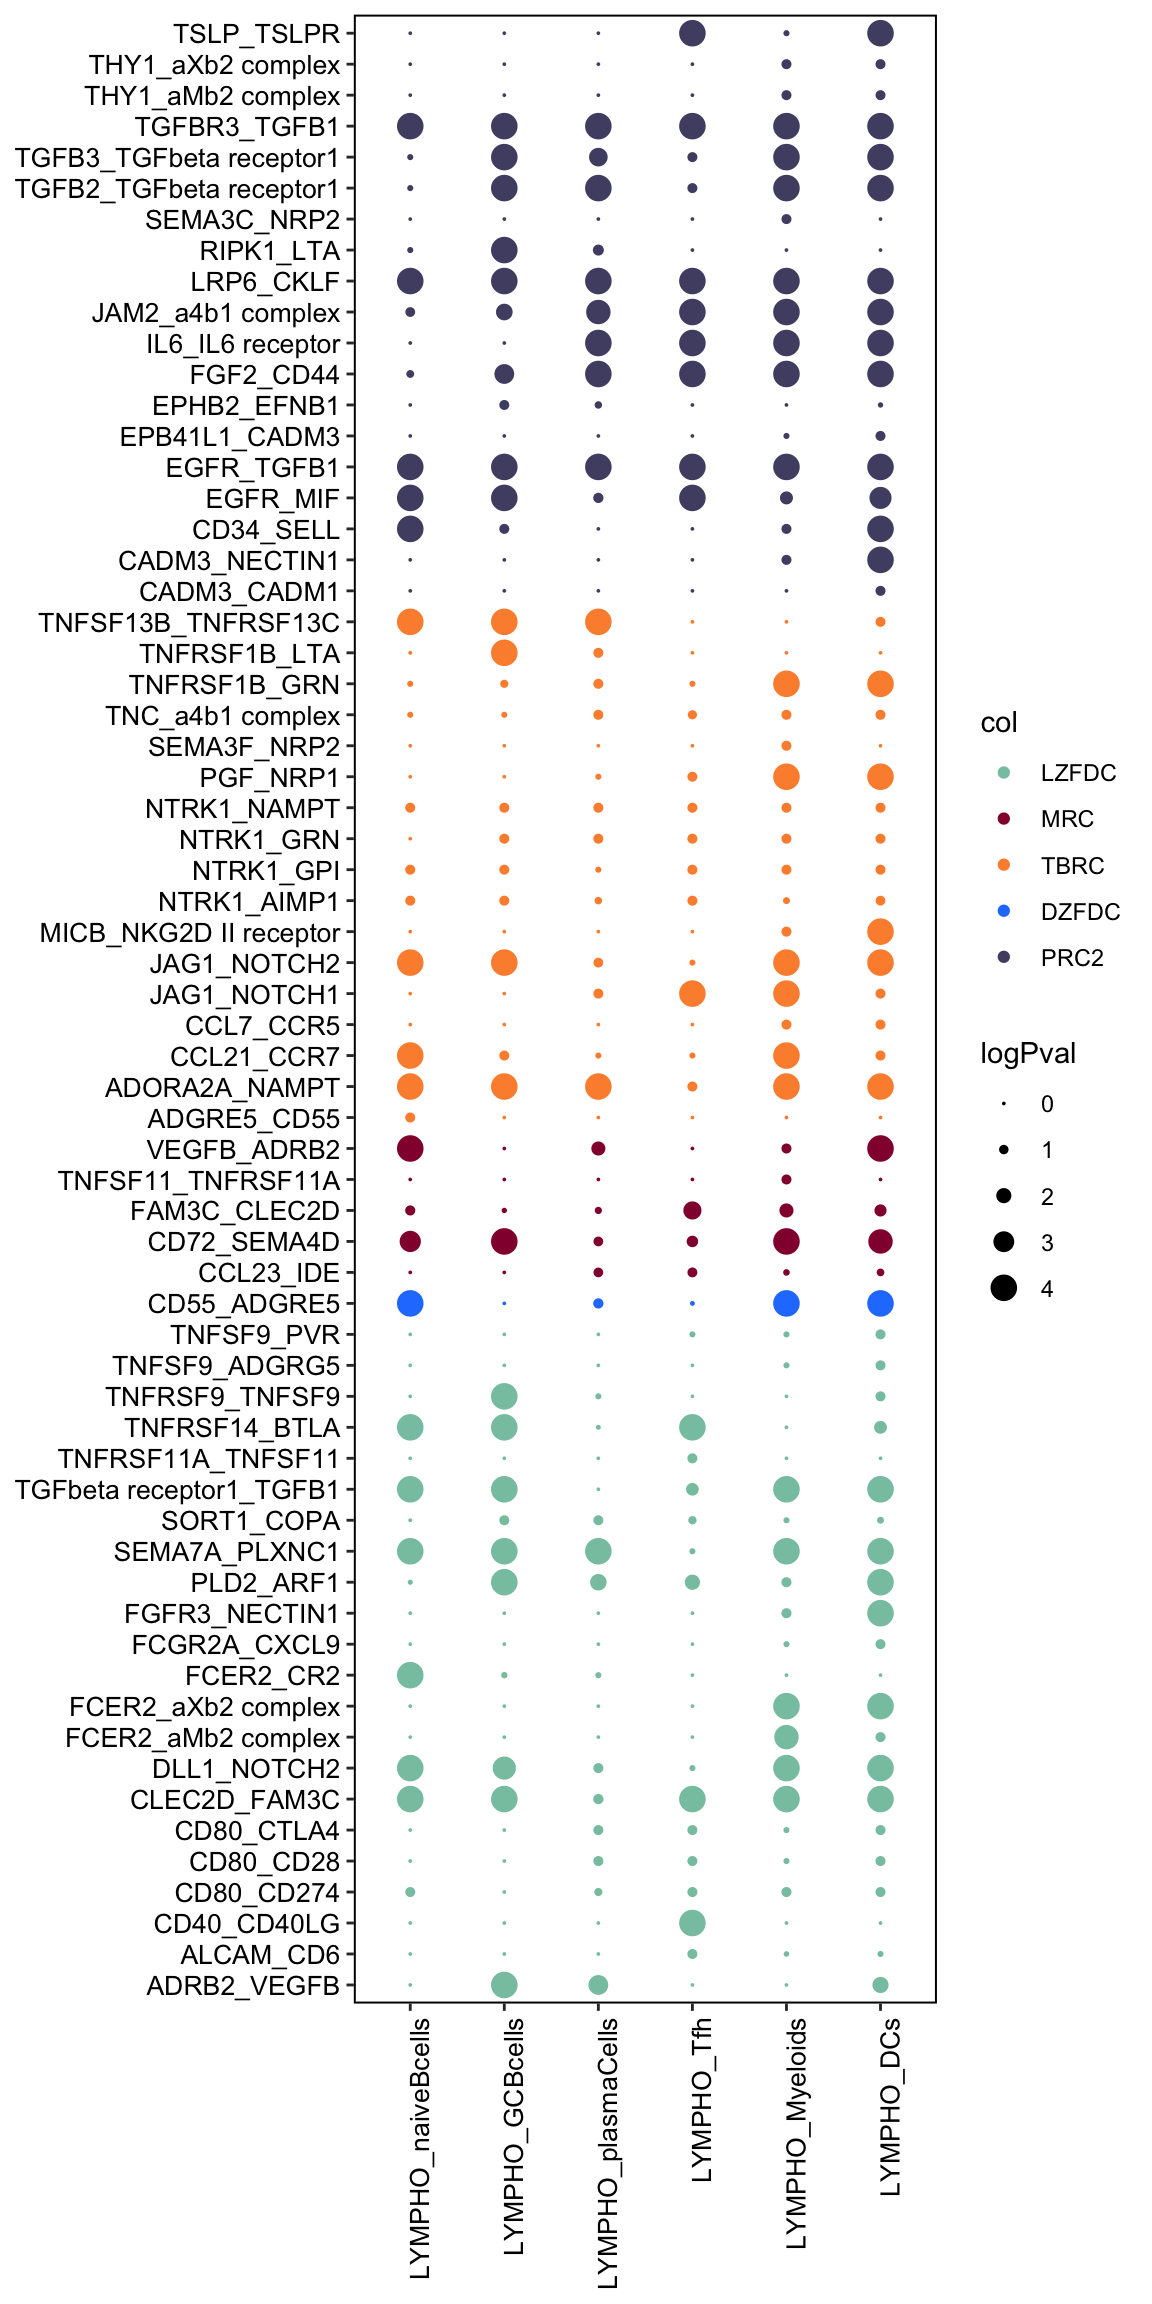 TSLP_TSLPR
THY1_aXb2 complex
THY1_aMb2 complex
TGFBR3_TGFB1
TGFB3_TGFbeta receptor1
TGFB2_TGFbeta receptor1
SEMA3C_NRP2
RIPK1_LTA
LRP6_CKLF
JAM2_a4b1 complex
IL6_IL6 receptor
FGF2_CD44
EPHB2_EFNB1
EPB41L1_CADM3
EGFR_TGFB1
EGFR_MIF
CD34_SELL
CADM3_NECTIN1
CADM3_CADM1
TNFSF13B_TNFRSF13C
TNFRSF1B_LTA
TNFRSF1B_GRN
TNC_a4b1 complex
SEMA3F_NRP2
PGF_NRP1
NTRK1_NAMPT
NTRK1_GRN
NTRK1_GPI
NTRK1_AIMP1
MICB_NKG2D II receptor
JAG1_NOTCH2
JAG1_NOTCH1
CCL7_CCR5
CCL21_CCR7
ADORA2A_NAMPT
ADGRE5_CD55
VEGFB_ADRB2
TNFSF11_TNFRSF11A
FAM3C_CLEC2D
CD72_SEMA4D
CCL23_IDE
CD55_ADGRE5
TNFSF9_PVR
TNFSF9_ADGRG5
TNFRSF9_TNFSF9
TNFRSF14_BTLA
TNFRSF11A_TNFSF11
TGFbeta receptor1_TGFB1
SORT1_COPA
SEMA7A_PLXNC1
PLD2_ARF1
FGFR3_NECTIN1
FCGR2A_CXCL9
FCER2_CR2
FCER2_aXb2 complex
FCER2_aMb2 complex
DLL1_NOTCH2
CLEC2D_FAM3C
CD80_CTLA4
CD80_CD28
CD80_CD274
CD40_CD40LG
ALCAM_CD6
ADRB2_VEGFB
LYMPHO_naiveBcells
LYMPHO_GCBcells
LYMPHO_plasmaCells
LYMPHO_Tfh
LYMPHO_Myeloids
LYMPHO_DCs
col
LZFDC
MRC
TBRC
DZFDC
PRC2
logPval
0
1
2
3
4